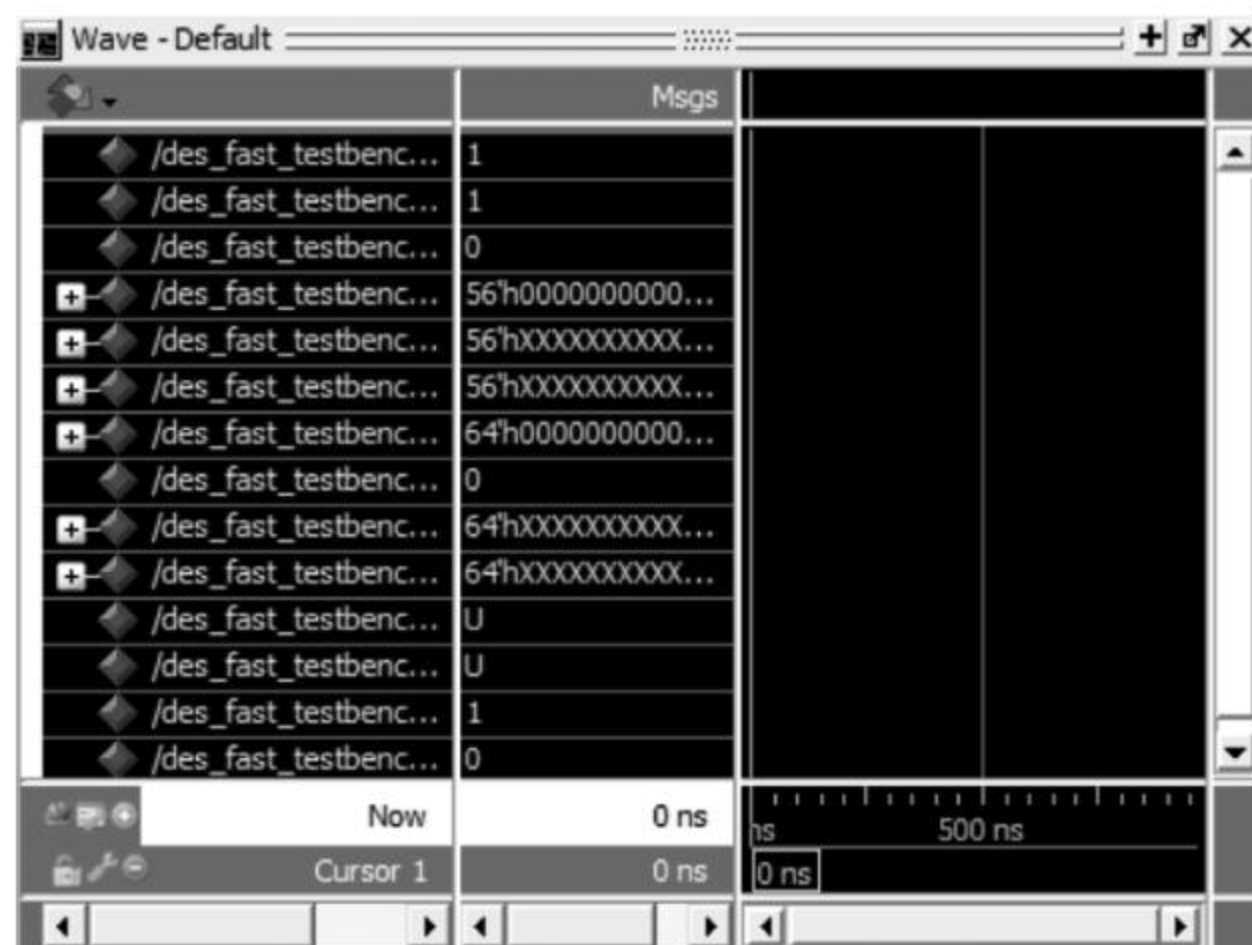 Wave - Default
Msgs
/des_fast_testbenc... 1
/des_fast_testbenc... 1
/des_fast_testbenc... 0
/des_fast_testbenc... 56'h0000000000...
/des_fast_testbenc... 56'hXXXXXXXXXX...
/des_fast_testbenc... 56'hXXXXXXXXXX...
/des_fast_testbenc... 64'h0000000000...
/des_fast_testbenc... 0
/des_fast_testbenc... 64'hXXXXXXXXXX...
/des_fast_testbenc... 64'hXXXXXXXXXX...
/des_fast_testbenc... U
/des_fast_testbenc... U
/des_fast_testbenc... 1
/des_fast_testbenc... 0
Now 0 ns ns 500 ns
Cursor 1 0 ns 0 ns